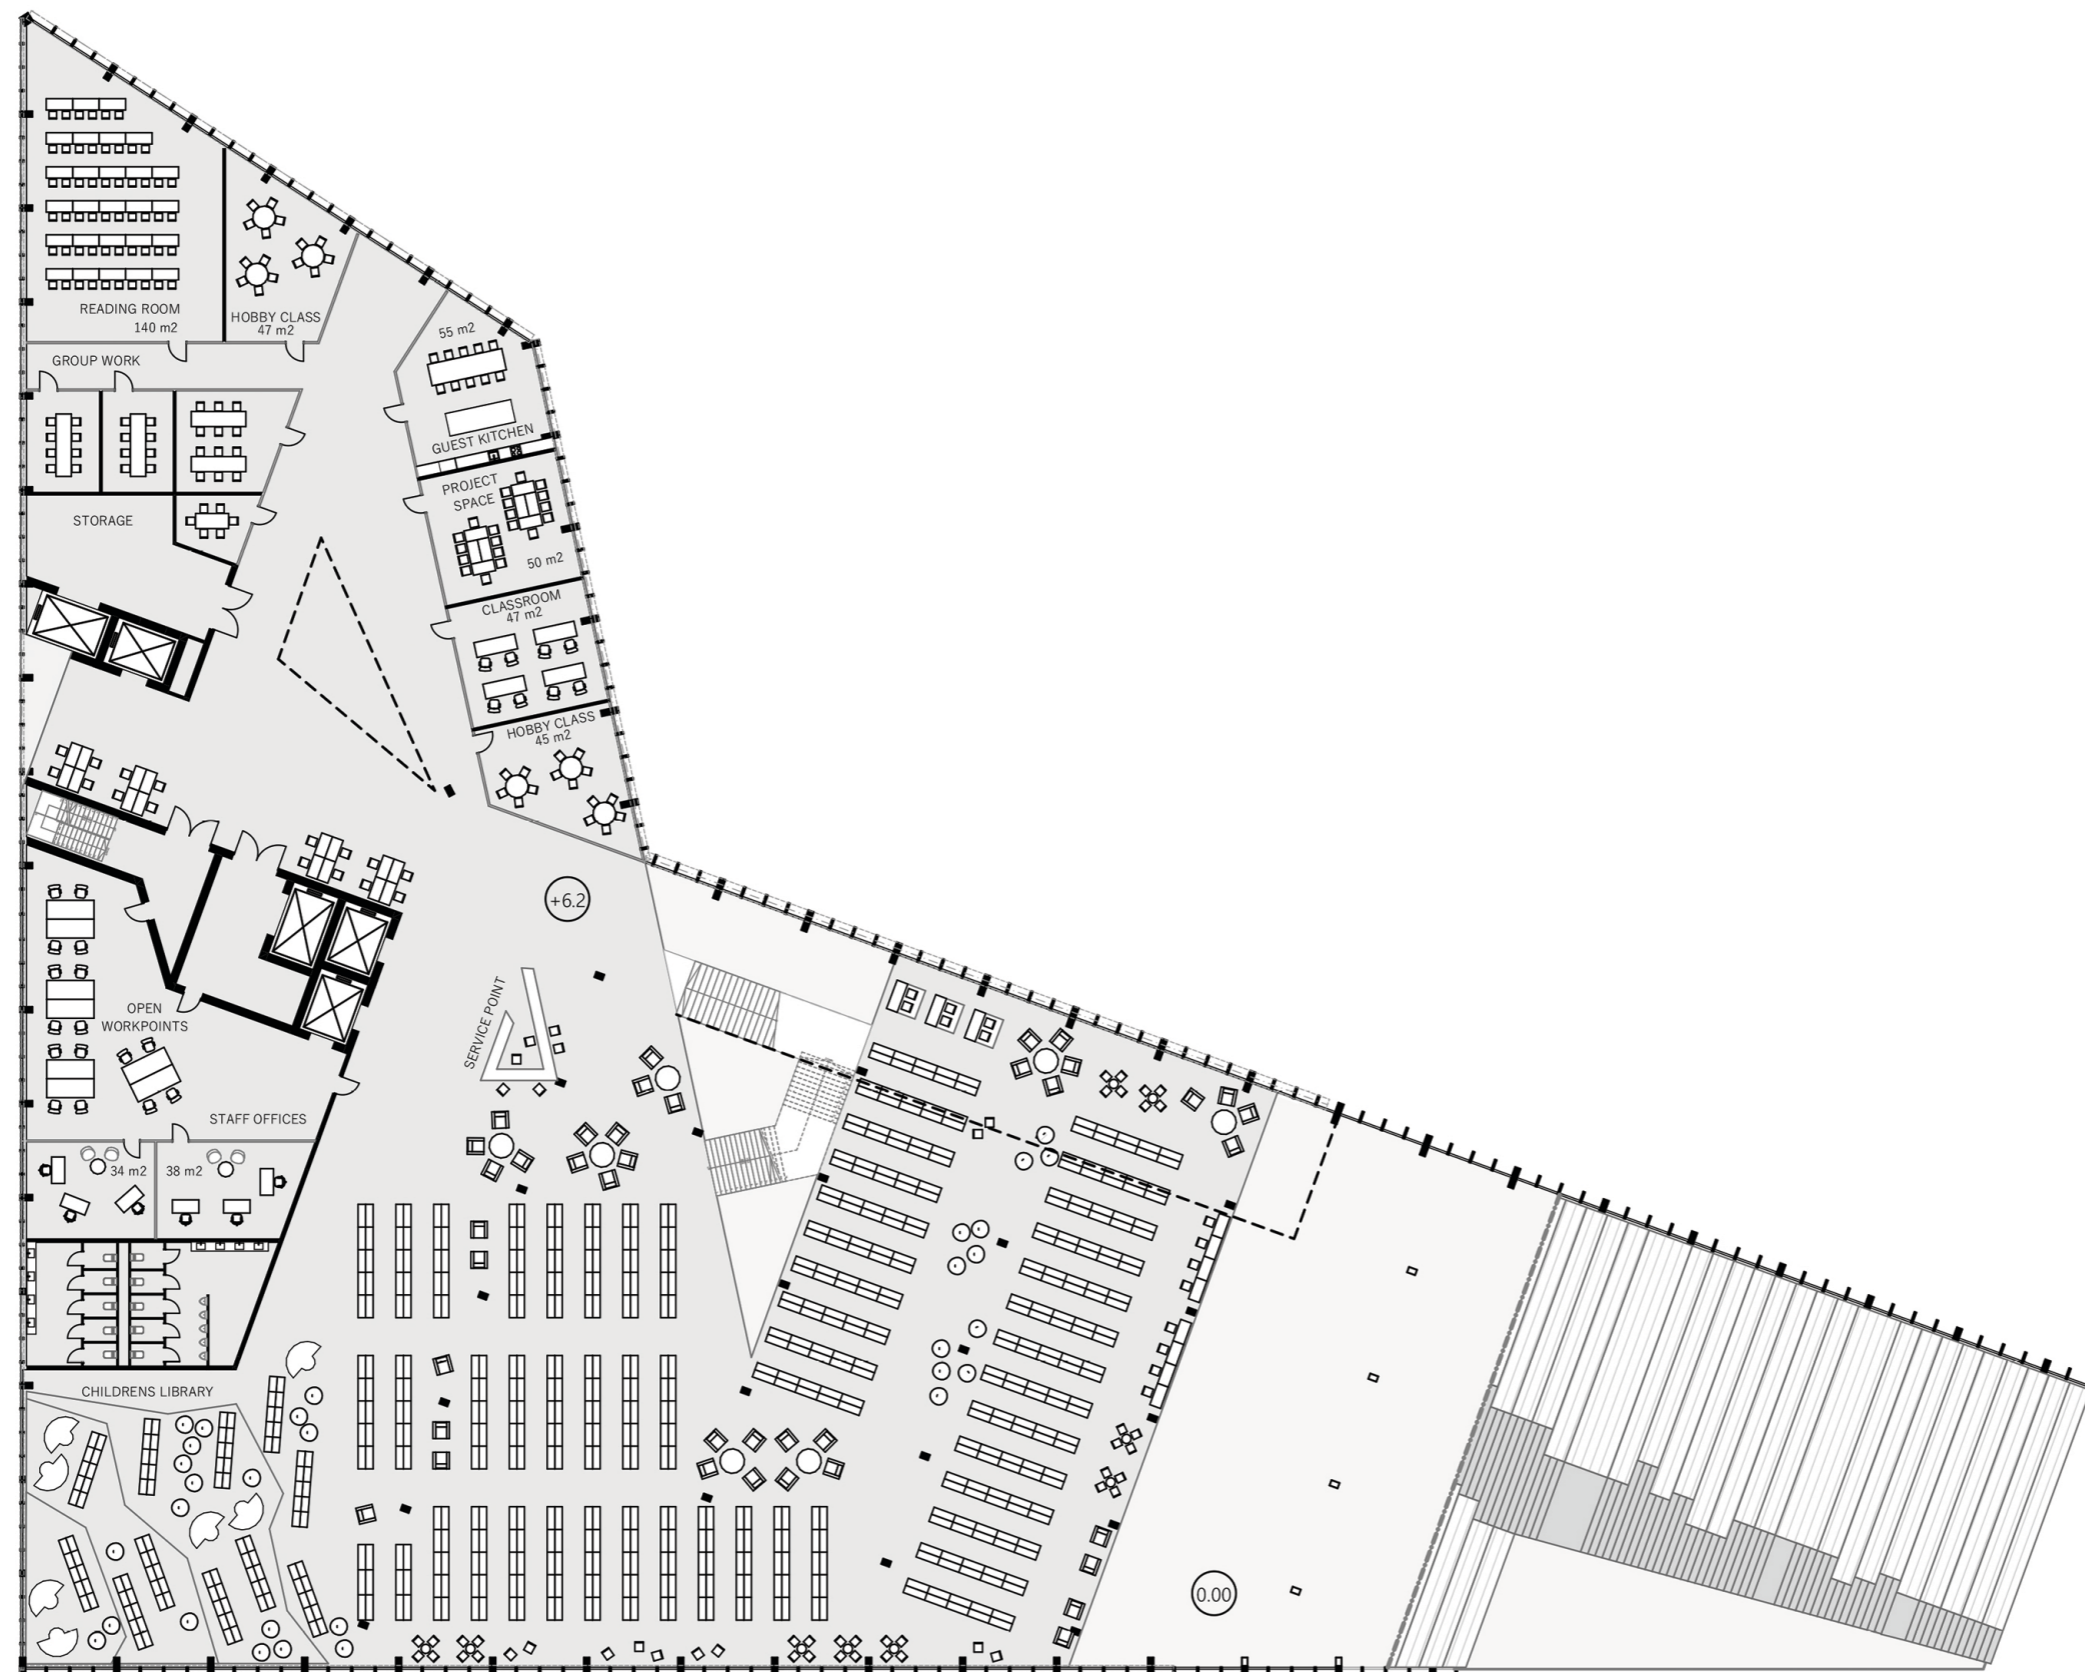 READING ROOM
140 m2
HOBBY CLASS
47 m2
GROUP WORK
55 m2
GUEST KITCHEN
PROJECT
SPACE
50 m2
STORAGE
CLASSROOM
47 m2
HOBBY CLASS
45 m2
+6.2
SERVICE POINT
OPEN
WORKPOINTS
STAFF OFFICES
34 m2
38 m2
CHILDRENS LIBRARY
0.00